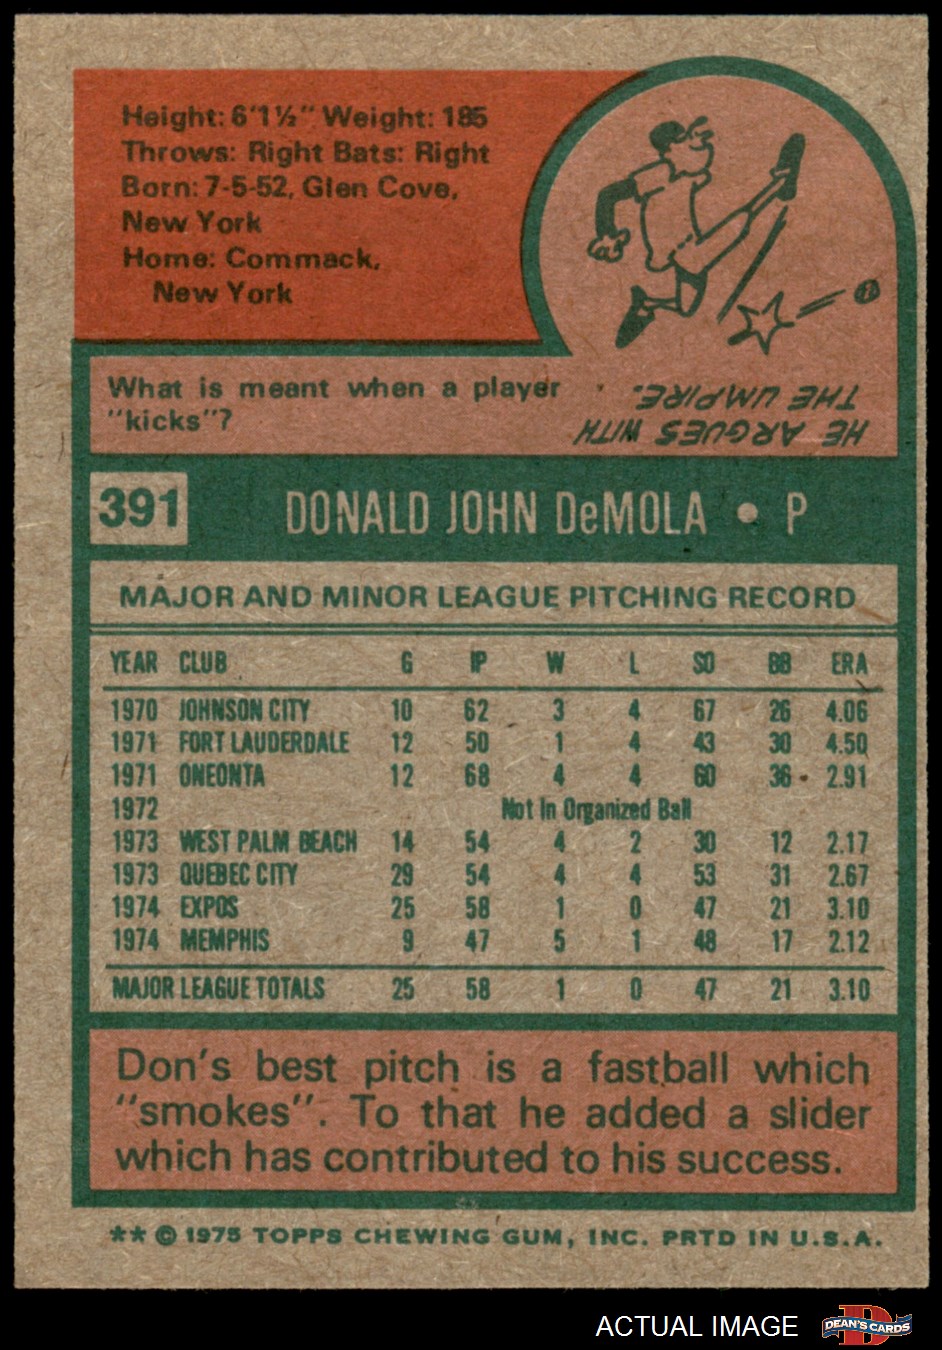 Height: 6'1½" Weight: 185
Throws: Right Bats: Right
Born: 7-5-52, Glen Cove,
New York
Home: Commack,
New York
What is meant when a player
"kicks"?
HE ARGUES WITH
THE UMPIRE.
391 DONALD JOHN DeMOLA • P
MAJOR AND MINOR LEAGUE PITCHING RECORD
YEAR CLUB G IP W L SO BB ERA
1970 JOHNSON CITY 10 62 3 4 67 26 4.06
1971 FORT LAUDERDALE 12 50 1 4 43 30 4.50
1971 ONEONTA 12 68 4 4 60 36 2.91
1972 Not In Organized Ball
1973 WEST PALM BEACH 14 54 4 2 30 12 2.17
1973 QUEBEC CITY 29 54 4 4 53 31 2.67
1974 EXPOS 25 58 1 0 47 21 3.10
1974 MEMPHIS 9 47 5 1 48 17 2.12
MAJOR LEAGUE TOTALS 25 58 1 0 47 21 3.10
Don's best pitch is a fastball which
"smokes". To that he added a slider
which has contributed to his success.
** © 1975 TOPPS CHEWING GUM, INC. PRTD IN U.S.A.
ACTUAL IMAGE
D
DEAN'S CARDS